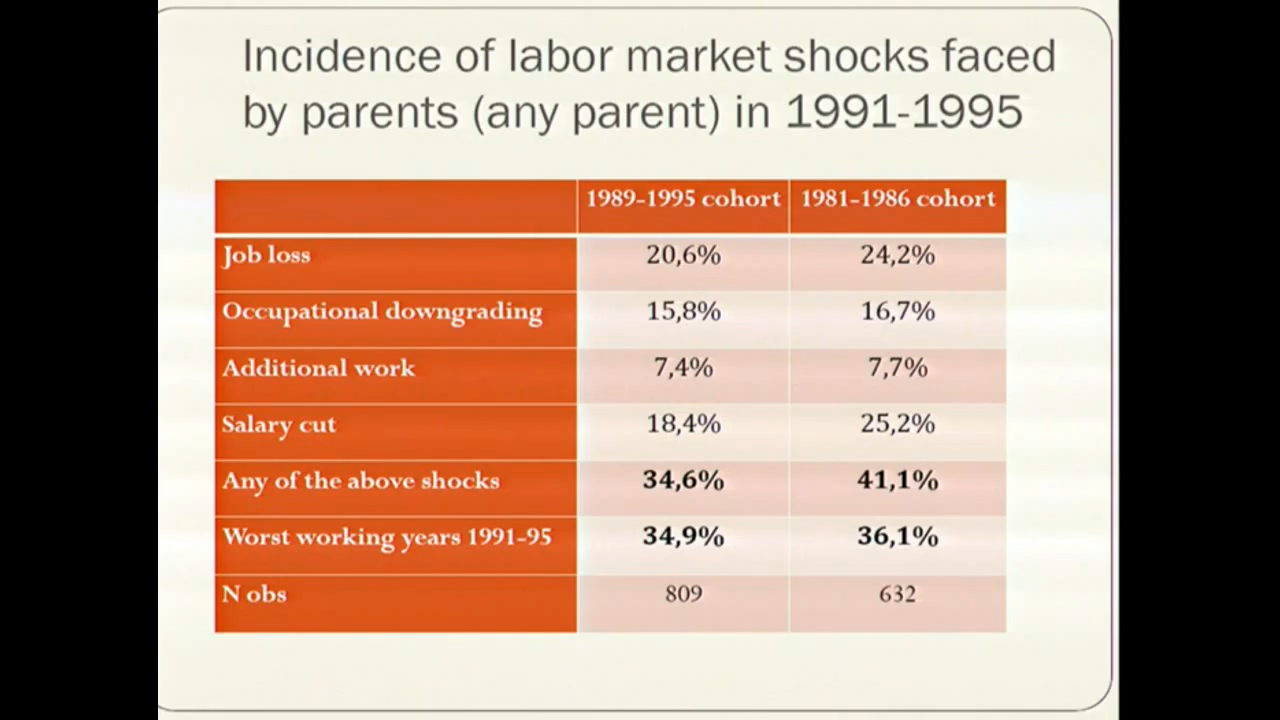 Incidence of labor market shocks faced
by parents (any parent) in 1991-1995
1989-1995 cohort 1981-1986 cohort
Job loss 20,6% 24,2%
Occupational downgrading 15,8% 16,7%
Additional work 7,4% 7,7%
Salary cut 18,4% 25,2%
Any of the above shocks 34,6% 41,1%
Worst working years 1991-95 34,9% 36,1%
N obs 809 632